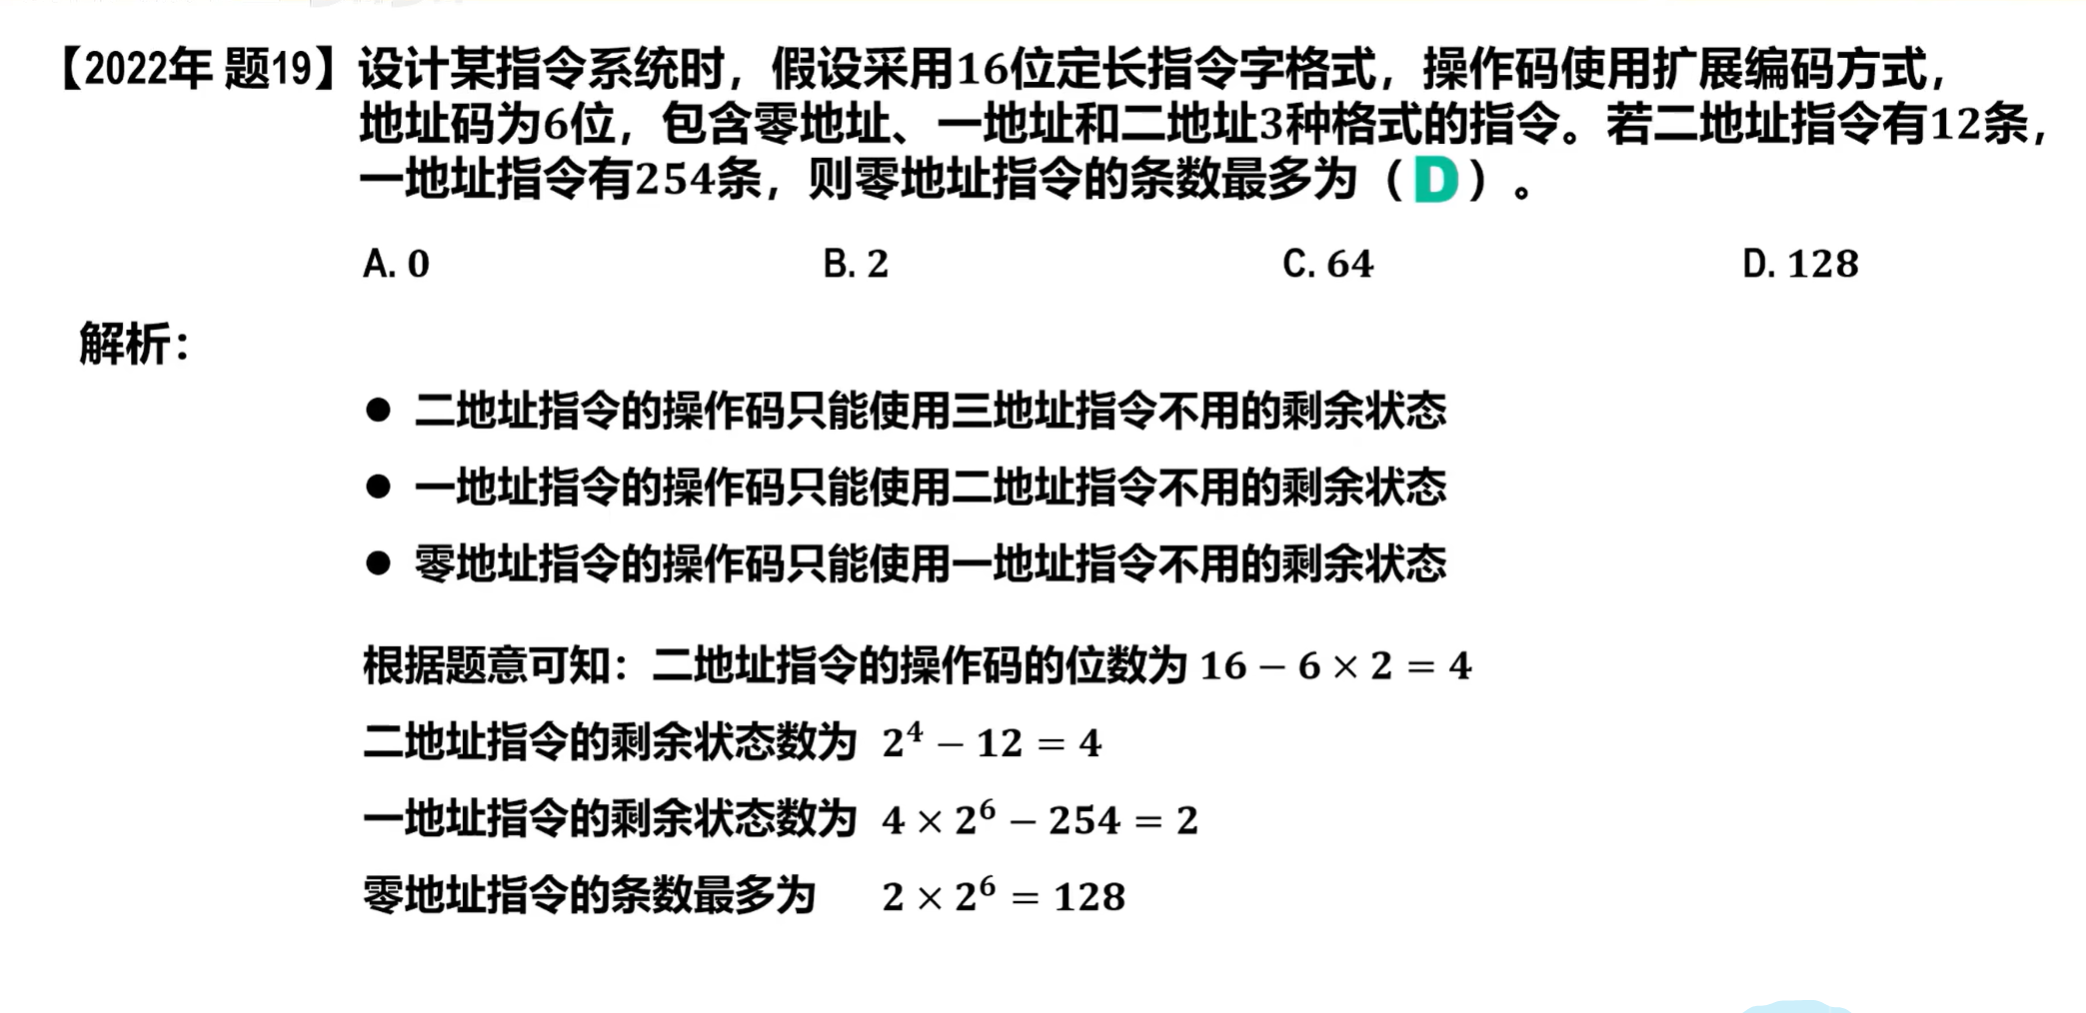 【2022年 题19】设计某指令系统时，假设采用16位定长指令字格式，操作码使用扩展编码方式，
地址码为6位，包含零地址、一地址和二地址3种格式的指令。若二地址指令有12条，
一地址指令有254条，则零地址指令的条数最多为（D）。
A. 0 B. 2 C. 64 D. 128
解析：
● 二地址指令的操作码只能使用三地址指令不用的剩余状态
● 一地址指令的操作码只能使用二地址指令不用的剩余状态
● 零地址指令的操作码只能使用一地址指令不用的剩余状态
根据题意可知：二地址指令的操作码的位数为 16 − 6 × 2 = 4
二地址指令的剩余状态数为 2⁴ − 12 = 4
一地址指令的剩余状态数为 4 × 2⁶ − 254 = 2
零地址指令的条数最多为 2 × 2⁶ = 128